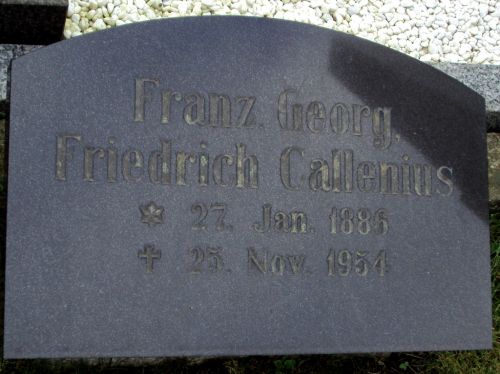 Franz. Georg,
Friedrich Callenius
* 27. Jan. 1886
† 25. Nov. 1954